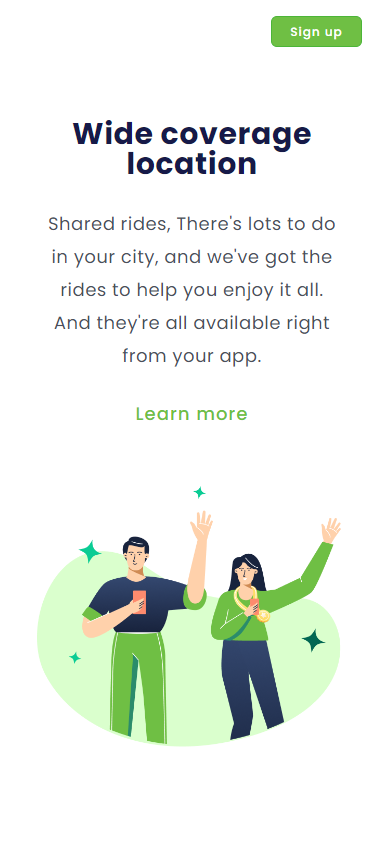 Sign up
Wide coverage
location
Shared rides, There's lots to do
in your city, and we've got the
rides to help you enjoy it all.
And they're all available right
from your app.
Learn more